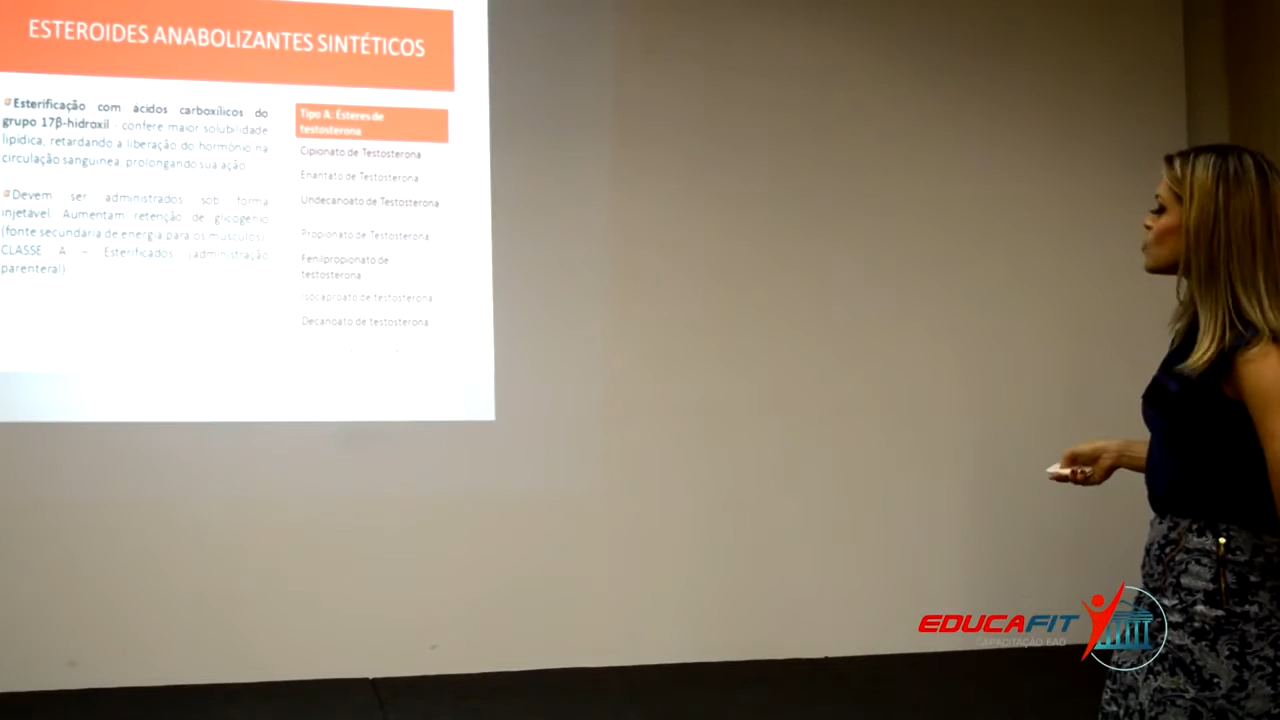 ESTEROIDES ANABOLIZANTES SINTÉTICOS
Esterificação com ácidos carboxílicos do
grupo 17β-hidroxil - confere maior solubilidade
lipídica, retardando a liberação do hormônio na
circulação sanguínea, prolongando sua ação
Devem ser administrados sob forma
injetável. Aumentam retenção de glicogênio
(fonte secundaria de energia para os músculos).
CLASSE A - Esterificados (administração
parenteral)
Tipo A: Ésteres de
testosterona
Cipionato de Testosterona
Enantato de Testosterona
Undecanoato de Testosterona
Propionato de Testosterona
Fenilpropionato de
testosterona
Isocaproato de testosterona
Decanoato de testosterona
EDUCAFIT
CAPACITAÇÃO EAD